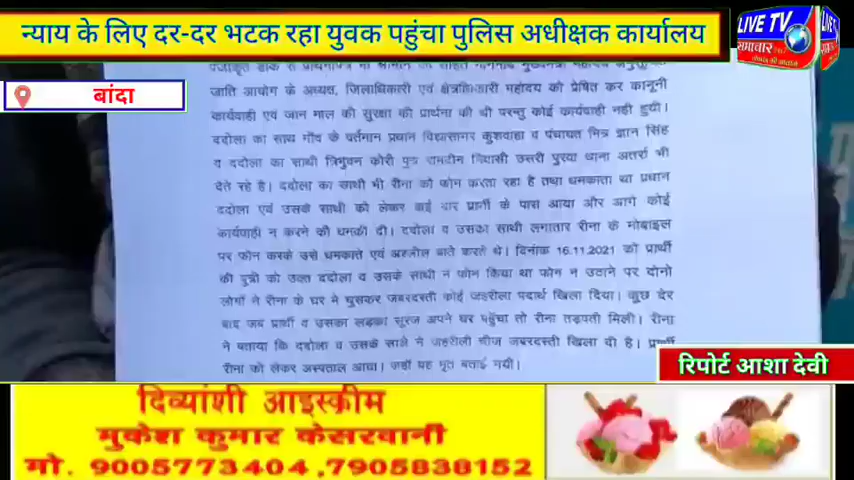 न्याय के लिए दर-दर भटक रहा युवक पहुंचा पुलिस अधीक्षक कार्यालय
LIVE TV
समाचार
बांदा
जाति आयोग के अध्यक्ष, जिलाधिकारी एवं क्षेत्राधिकारी महोदय को प्रेषित कर कानूनी
कार्यवाही एवं जान माल की सुरक्षा की प्रार्थना की थी परन्तु कोई कार्यवाही नही हुयी।
ददोला का साथ गाँव के वर्तमान प्रधान विद्यासागर कुशवाहा व पंचायत मित्र ज्ञान सिंह
व ददोला का साथी त्रिभुवन कोरी पुत्र रामदीन निवासी उसरी पुरवा थाना अतर्रा भी
देते रहे है। ददोला का साथी भी रीना को फोन करता रहा है तथा धमकाता था प्रधान
ददोला एवं उसके साथी को लेकर कई बार प्रार्थी के पास आया और आगे कोई
कार्यवाही न करने की धमकी दी। ददोला व उसका साथी लगातार रीना के मोबाइल
पर फोन करके उसे धमकाते एवं अश्लील बाते करते थे। दिनांक 16.11.2021 को प्रार्थी
की पुत्री को उक्त ददोला व उसके साथी न फोन किया था फोन न उठाने पर दोनो
लोगों ने रीना के घर मे घुसकर जबरदस्ती कोई जहरीला पदार्थ खिला दिया। कुछ देर
बाद जब प्रार्थी व उसका लड़का सूरज अपने घर पहुंचा तो रीना तड़पती मिली। रीना
ने बताया कि ददोला व उसके साथी ने जहरीली चीज जबरदस्ती खिला दी है। प्रार्थी
रीना को लेकर अस्पताल आया। जहाँ यह मृत बताई गयी।
रिपोर्ट आशा देवी
दिव्यांशी आइस्क्रीम
मुकेश कुमार केसरवानी
मो. 9005773404 ,7905838152